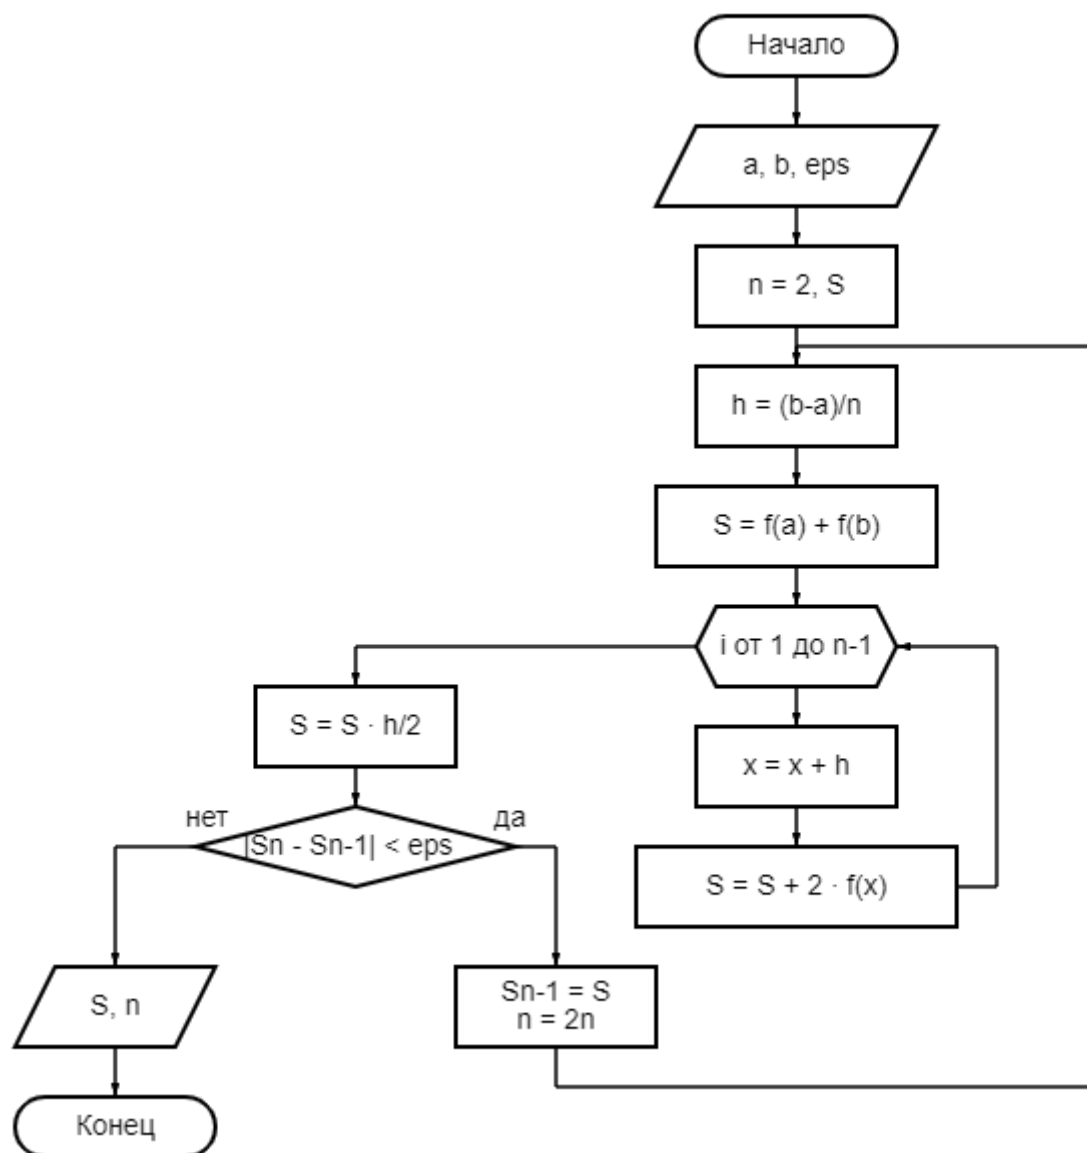 Начало
a, b, eps
n = 2, S
h = (b-a)/n
S = f(a) + f(b)
i от 1 до n-1
S = S · h/2
x = x + h
нет
да
|Sn - Sn-1| < eps
S = S + 2 · f(x)
S, n
Sn-1 = S
n = 2n
Конец